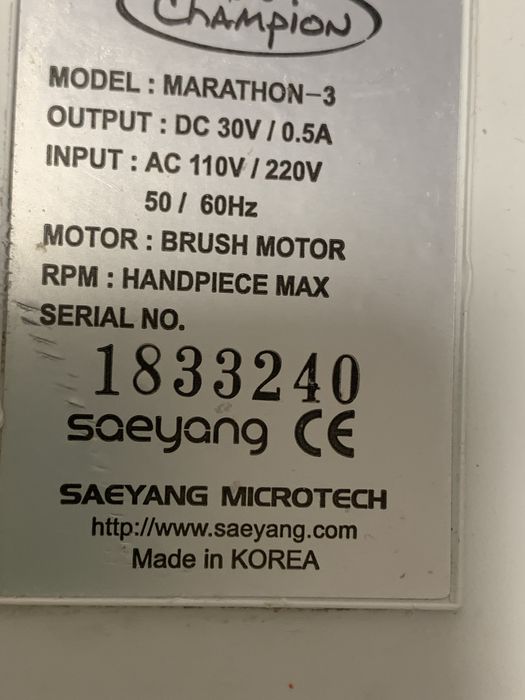 Champion
MODEL : MARATHON-3
OUTPUT : DC 30V / 0.5A
INPUT : AC 110V / 220V
50 / 60Hz
MOTOR : BRUSH MOTOR
RPM : HANDPIECE MAX
SERIAL NO.
1833240
saeyang CE
SAEYANG MICROTECH
http://www.saeyang.com
Made in KOREA